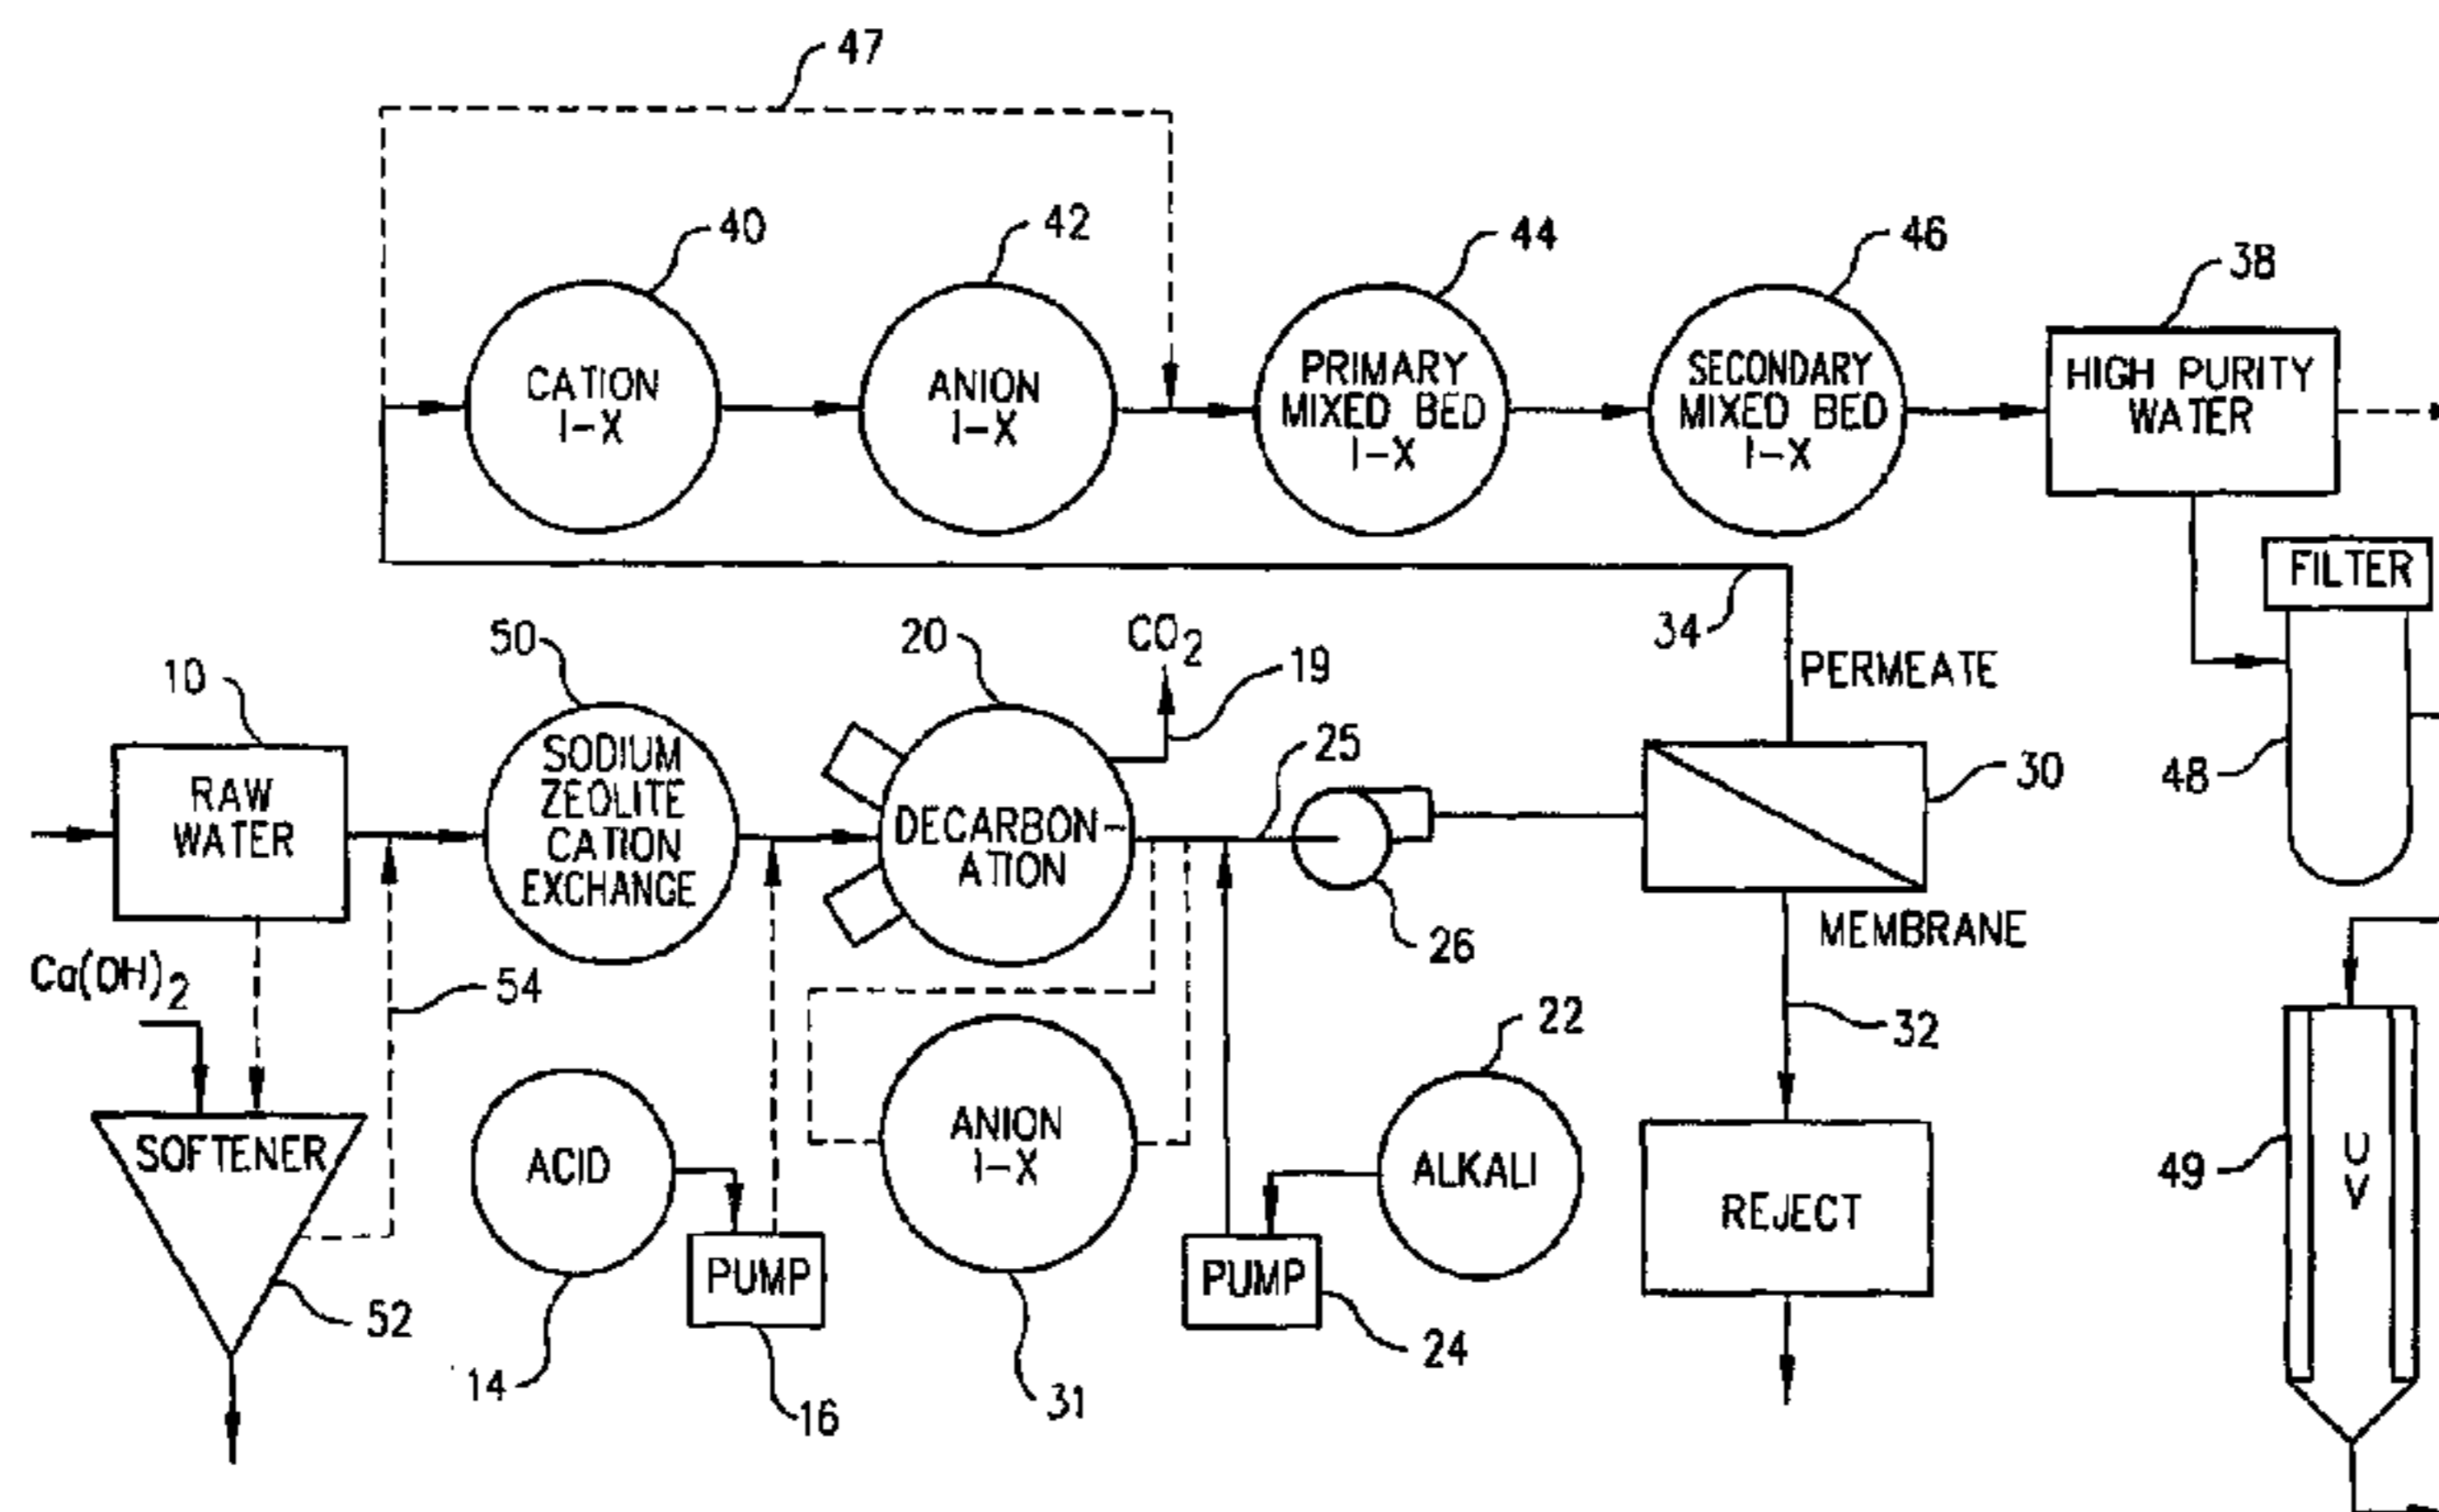 47
40
42
44
46
38
CATION
I-X
ANION
I-X
PRIMARY
MIXED BED
I-X
SECONDARY
MIXED BED
I-X
HIGH PURITY
WATER
FILTER
34
PERMEATE
48
10
50
20
CO2
19
25
30
RAW
WATER
SODIUM
ZEOLITE
CATION
EXCHANGE
DECARBON-
ATION
26
MEMBRANE
Ca(OH)2
54
32
22
SOFTENER
ACID
ANION
I-X
ALKALI
REJECT
49
UV
PUMP
PUMP
52
14
16
31
24